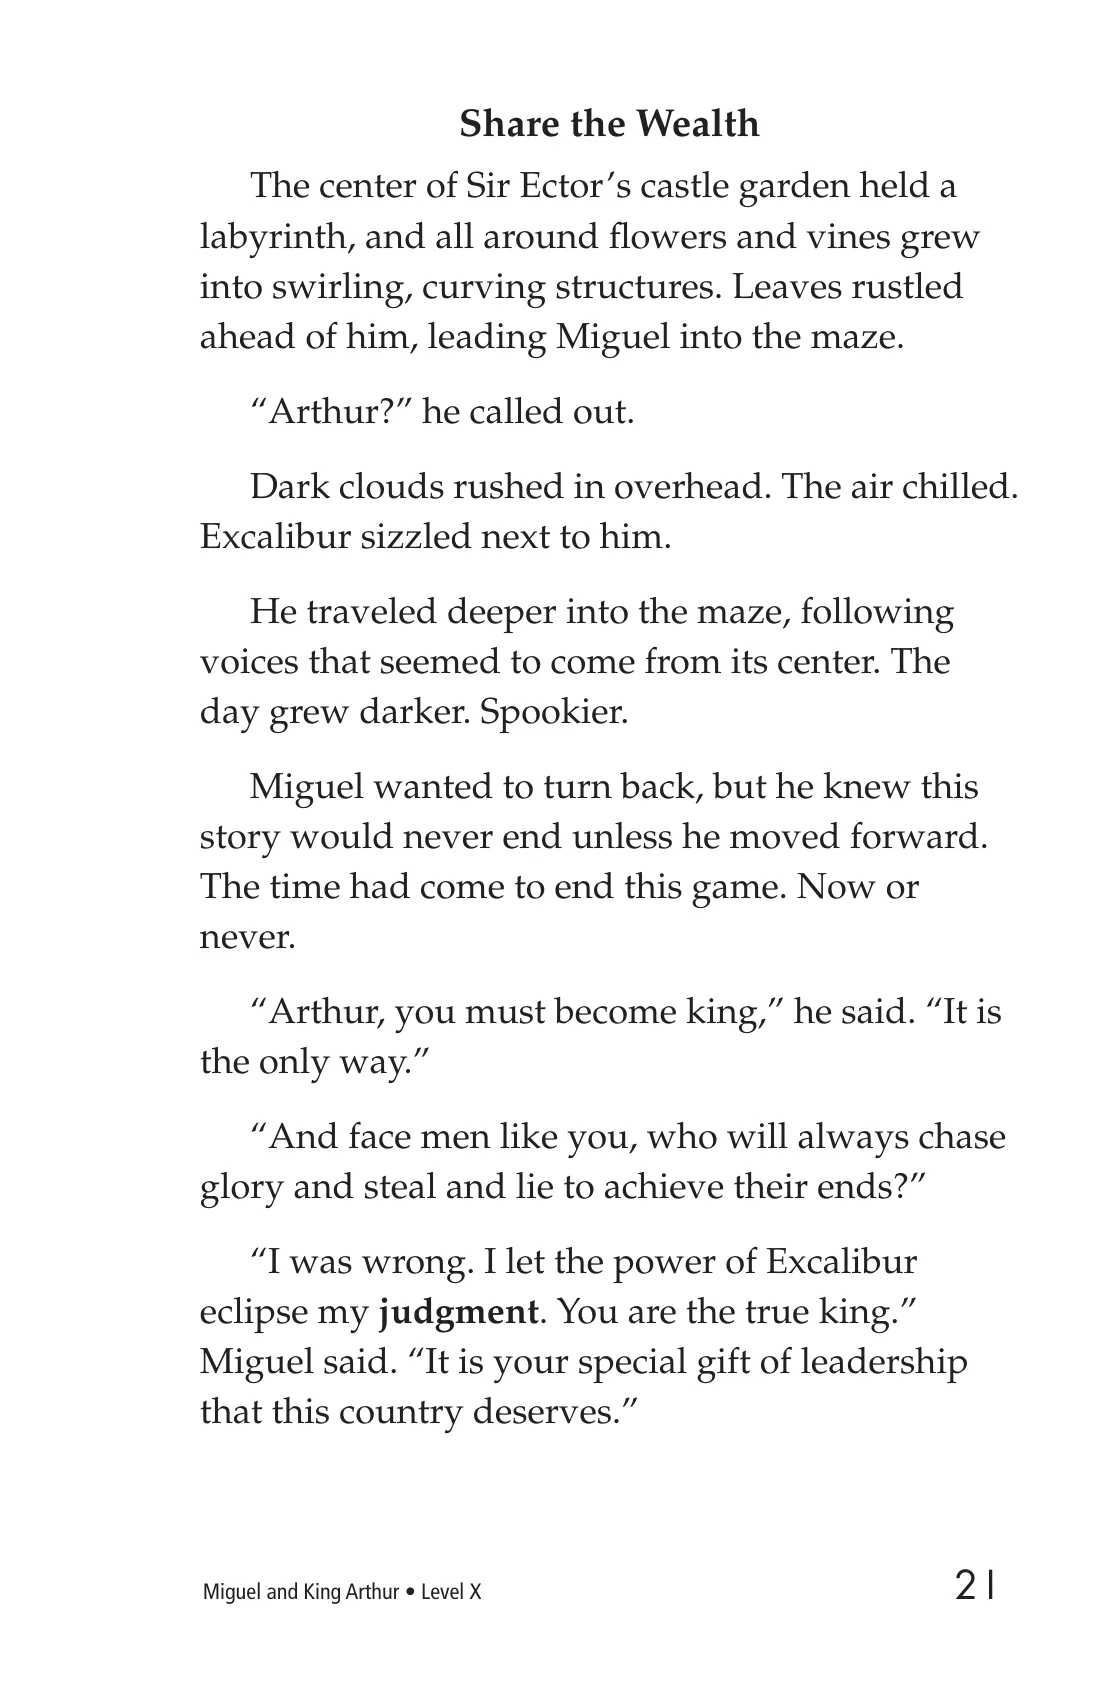 Share the Wealth
The center of Sir Ector’s castle garden held a
labyrinth, and all around flowers and vines grew
into swirling, curving structures. Leaves rustled
ahead of him, leading Miguel into the maze.
“Arthur?” he called out.
Dark clouds rushed in overhead. The air chilled.
Excalibur sizzled next to him.
He traveled deeper into the maze, following
voices that seemed to come from its center. The
day grew darker. Spookier.
Miguel wanted to turn back, but he knew this
story would never end unless he moved forward.
The time had come to end this game. Now or
never.
“Arthur, you must become king,” he said. “It is
the only way.”
“And face men like you, who will always chase
glory and steal and lie to achieve their ends?”
“I was wrong. I let the power of Excalibur
eclipse my judgment. You are the true king.”
Miguel said. “It is your special gift of leadership
that this country deserves.”
Miguel and King Arthur • Level X
21